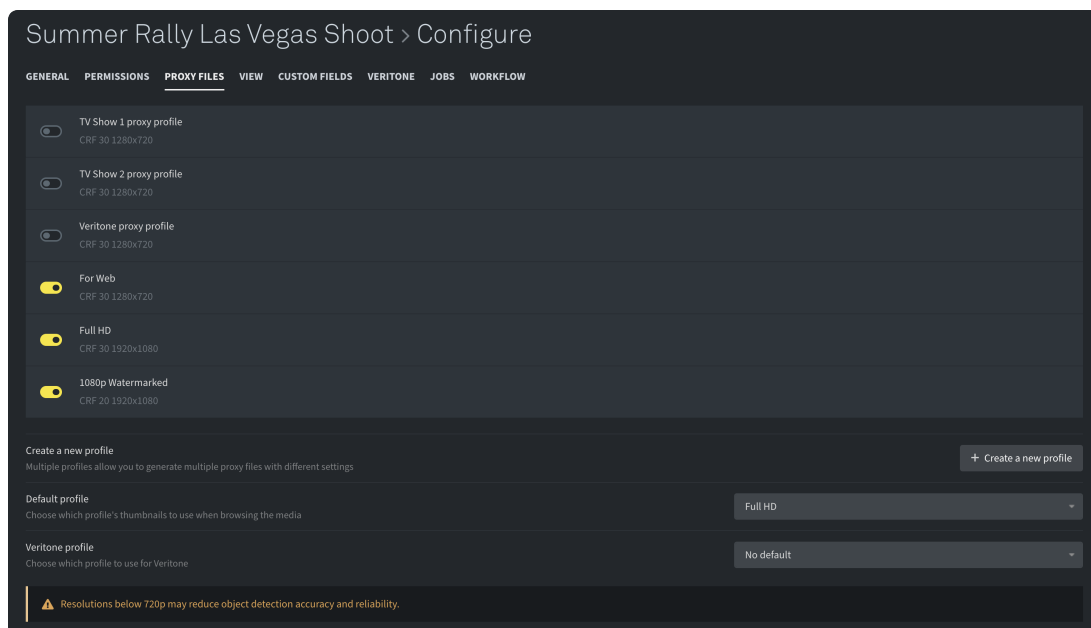 Summer Rally Las Vegas Shoot > Configure
GENERAL PERMISSIONS PROXY FILES VIEW CUSTOM FIELDS VERITONE JOBS WORKFLOW
TV Show 1 proxy profile
CRF 30 1280x720
TV Show 2 proxy profile
CRF 30 1280x720
Veritone proxy profile
CRF 30 1280x720
For Web
CRF 30 1280x720
Full HD
CRF 30 1920x1080
1080p Watermarked
CRF 20 1920x1080
Create a new profile
Multiple profiles allow you to generate multiple proxy files with different settings
+ Create a new profile
Default profile
Choose which profile's thumbnails to use when browsing the media
Full HD
Veritone profile
Choose which profile to use for Veritone
No default
Resolutions below 720p may reduce object detection accuracy and reliability.